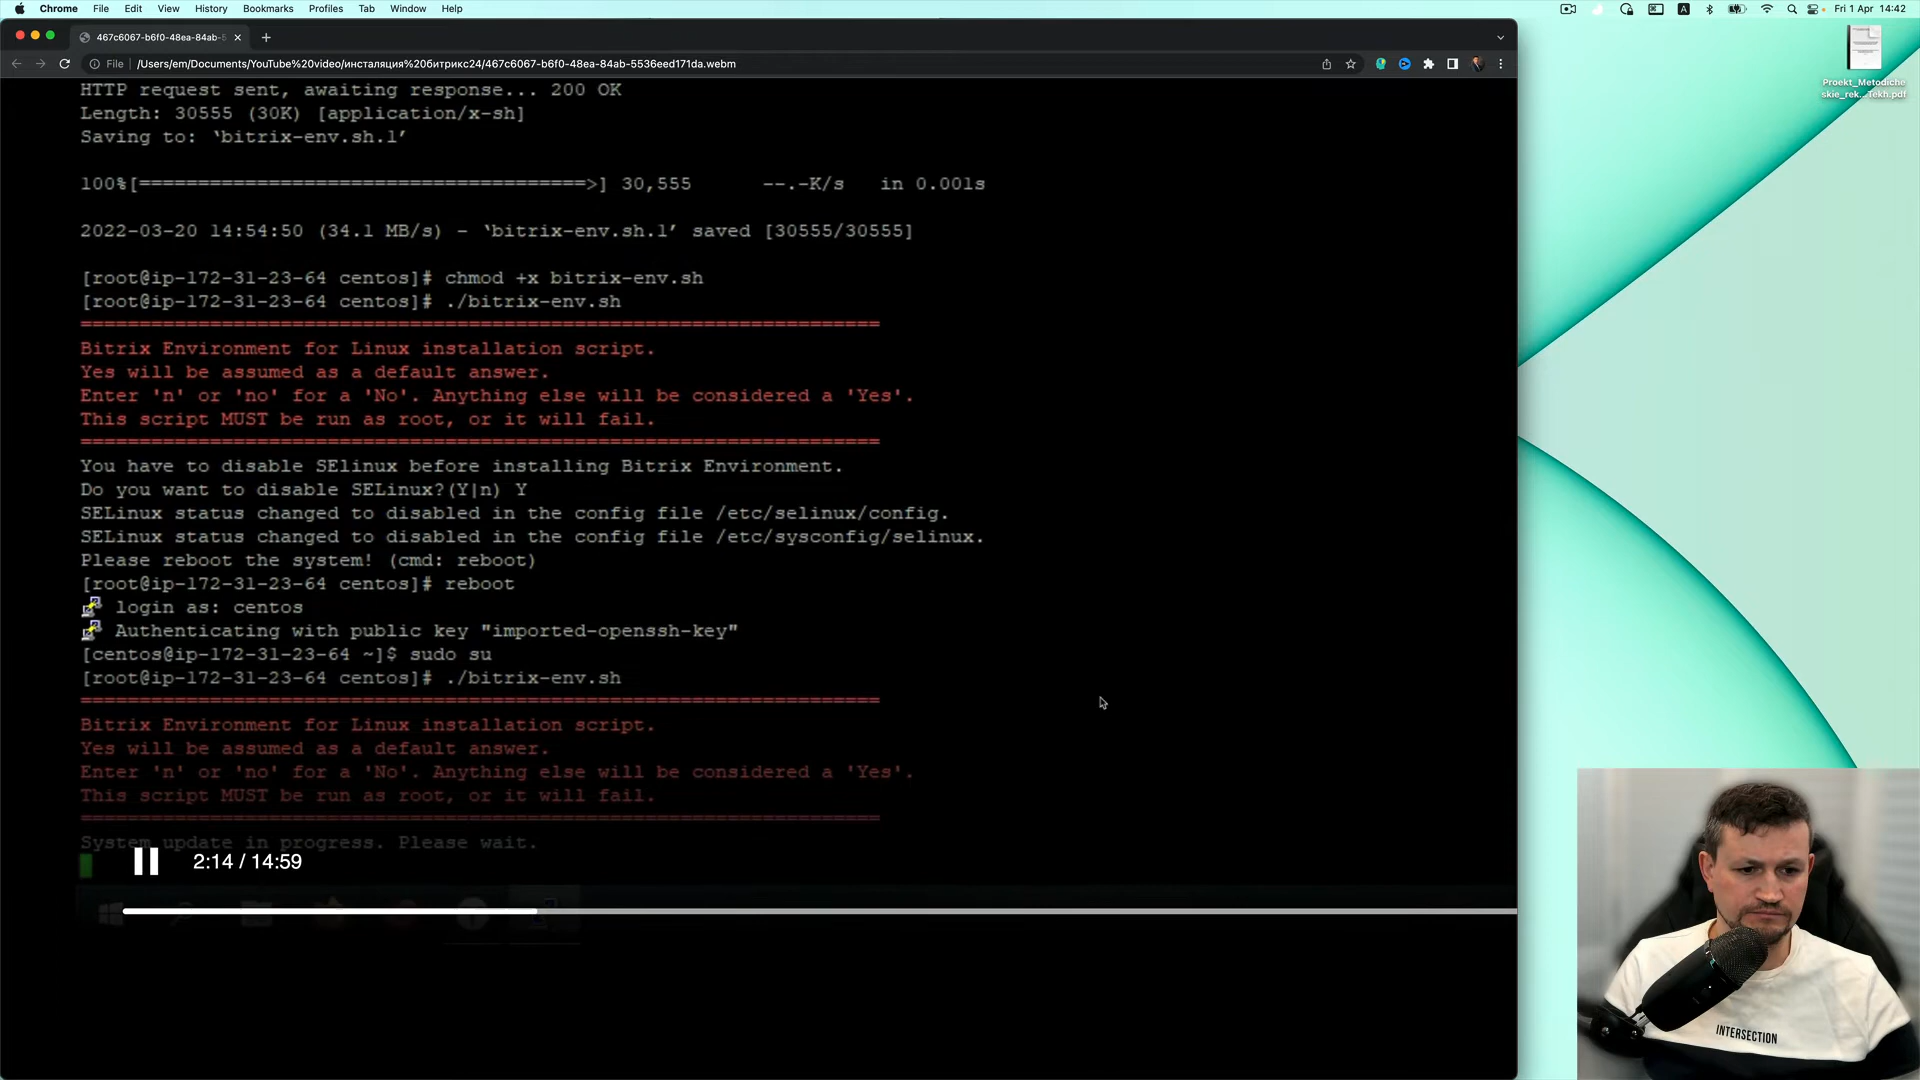 Chrome File Edit View History Bookmarks Profiles Tab Window Help
Fri 1 Apr 14:42
467c6067-b6f0-48ea-84ab-5
File | /Users/em/Documents/YouTube%20video/инсталяция%20битрикс24/467c6067-b6f0-48ea-84ab-5536eed171da.webm
Proekt_Metodiche
skie_rek...Tekh.pdf
HTTP request sent, awaiting response... 200 OK
Length: 30555 (30K) [application/x-sh]
Saving to: ‘bitrix-env.sh.1’
100%[======================================>] 30,555      --.-K/s   in 0.001s
2022-03-20 14:54:50 (34.1 MB/s) - ‘bitrix-env.sh.1’ saved [30555/30555]
[root@ip-172-31-23-64 centos]# chmod +x bitrix-env.sh
[root@ip-172-31-23-64 centos]# ./bitrix-env.sh
====================================================================
Bitrix Environment for Linux installation script.
Yes will be assumed as a default answer.
Enter 'n' or 'no' for a 'No'. Anything else will be considered a 'Yes'.
This script MUST be run as root, or it will fail.
====================================================================
You have to disable SElinux before installing Bitrix Environment.
Do you want to disable SELinux?(Y|n) Y
SELinux status changed to disabled in the config file /etc/selinux/config.
SELinux status changed to disabled in the config file /etc/sysconfig/selinux.
Please reboot the system! (cmd: reboot)
[root@ip-172-31-23-64 centos]# reboot
login as: centos
Authenticating with public key "imported-openssh-key"
[centos@ip-172-31-23-64 ~]$ sudo su
[root@ip-172-31-23-64 centos]# ./bitrix-env.sh
====================================================================
Bitrix Environment for Linux installation script.
Yes will be assumed as a default answer.
Enter 'n' or 'no' for a 'No'. Anything else will be considered a 'Yes'.
This script MUST be run as root, or it will fail.
====================================================================
System update in progress. Please wait.
2:14 / 14:59
INTERSECTION